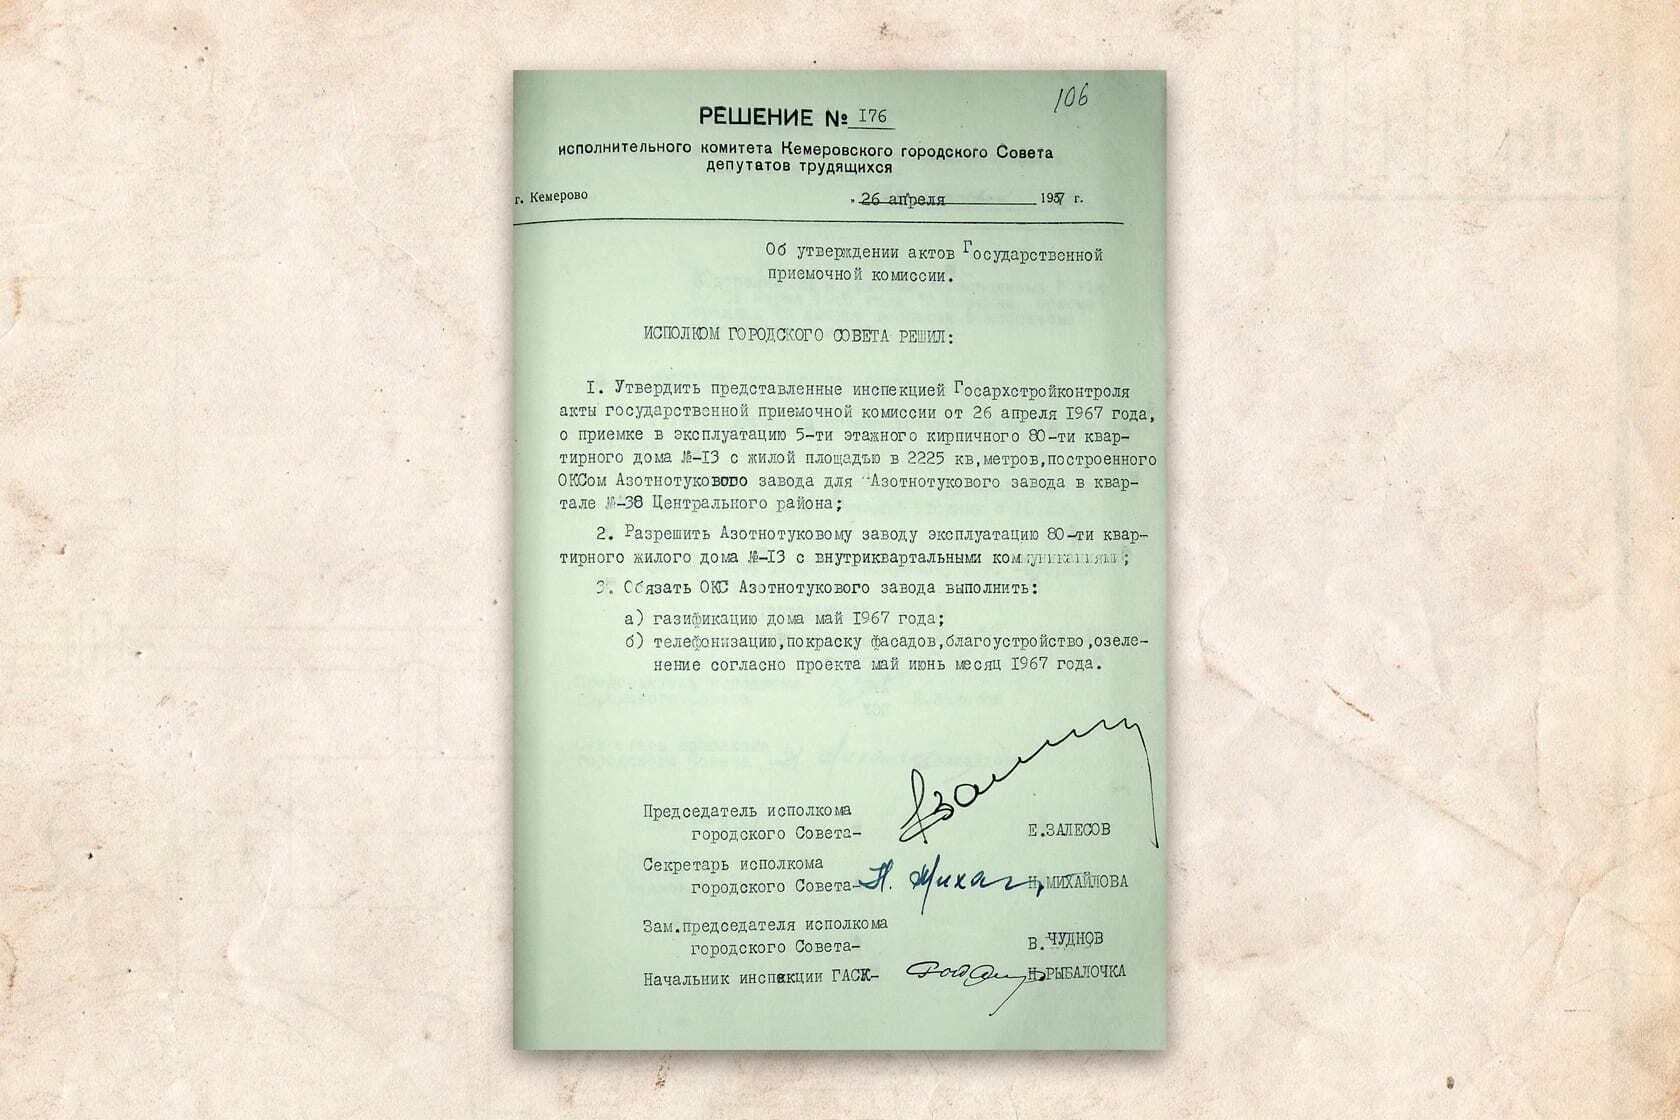 106
РЕШЕНИЕ № 176
исполнительного комитета Кемеровского городского Совета
депутатов трудящихся
г. Кемерово „ 26 апреля 1957 г.
Об утверждении актов Государственной
приемочной комиссии.
ИСПОЛКОМ ГОРОДСКОГО СОВЕТА РЕШИЛ:
1. Утвердить представленные инспекцией Госархстройконтроля
акты государственной приемочной комиссии от 26 апреля 1967 года,
о приемке в эксплуатацию 5-ти этажного кирпичного 80-ти квар-
тирного дома №-13 с жилой площадью в 2225 кв,метров,построенного
ОКСом Азотнотукового завода для Азотнотукового завода в квар-
тале №-38 Центрального района;
2. Разрешить Азотнотуковому заводу эксплуатацию 80-ти квар-
тирного жилого дома №-13 с внутриквартальными коммуникациями;
3. Обязать ОКС Азотнотукового завода выполнить:
а) газификацию дома май 1967 года;
б) телефонизацию,покраску фасадов,благоустройство,озеле-
нение согласно проекта май июнь месяц 1967 года.
Председатель исполкома
городского Совета- Е.ЗАЛЕСОВ
Секретарь исполкома
городского Совета- Н. МИХАЙЛОВА
Зам.председателя исполкома
городского Совета- В.ЧУДНОВ
Начальник инспекции ГАСК- Н.РЫБАЛОЧКА